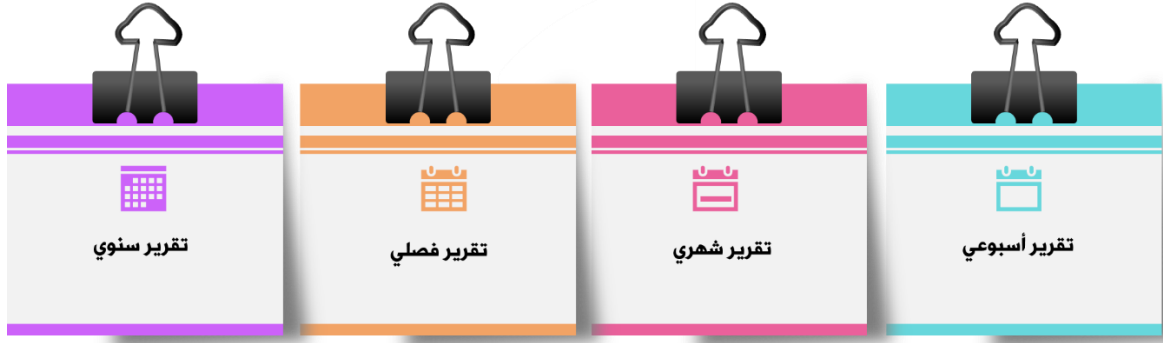 تقرير أسبوعي
تقرير شهري
تقرير فصلي
تقرير سنوي